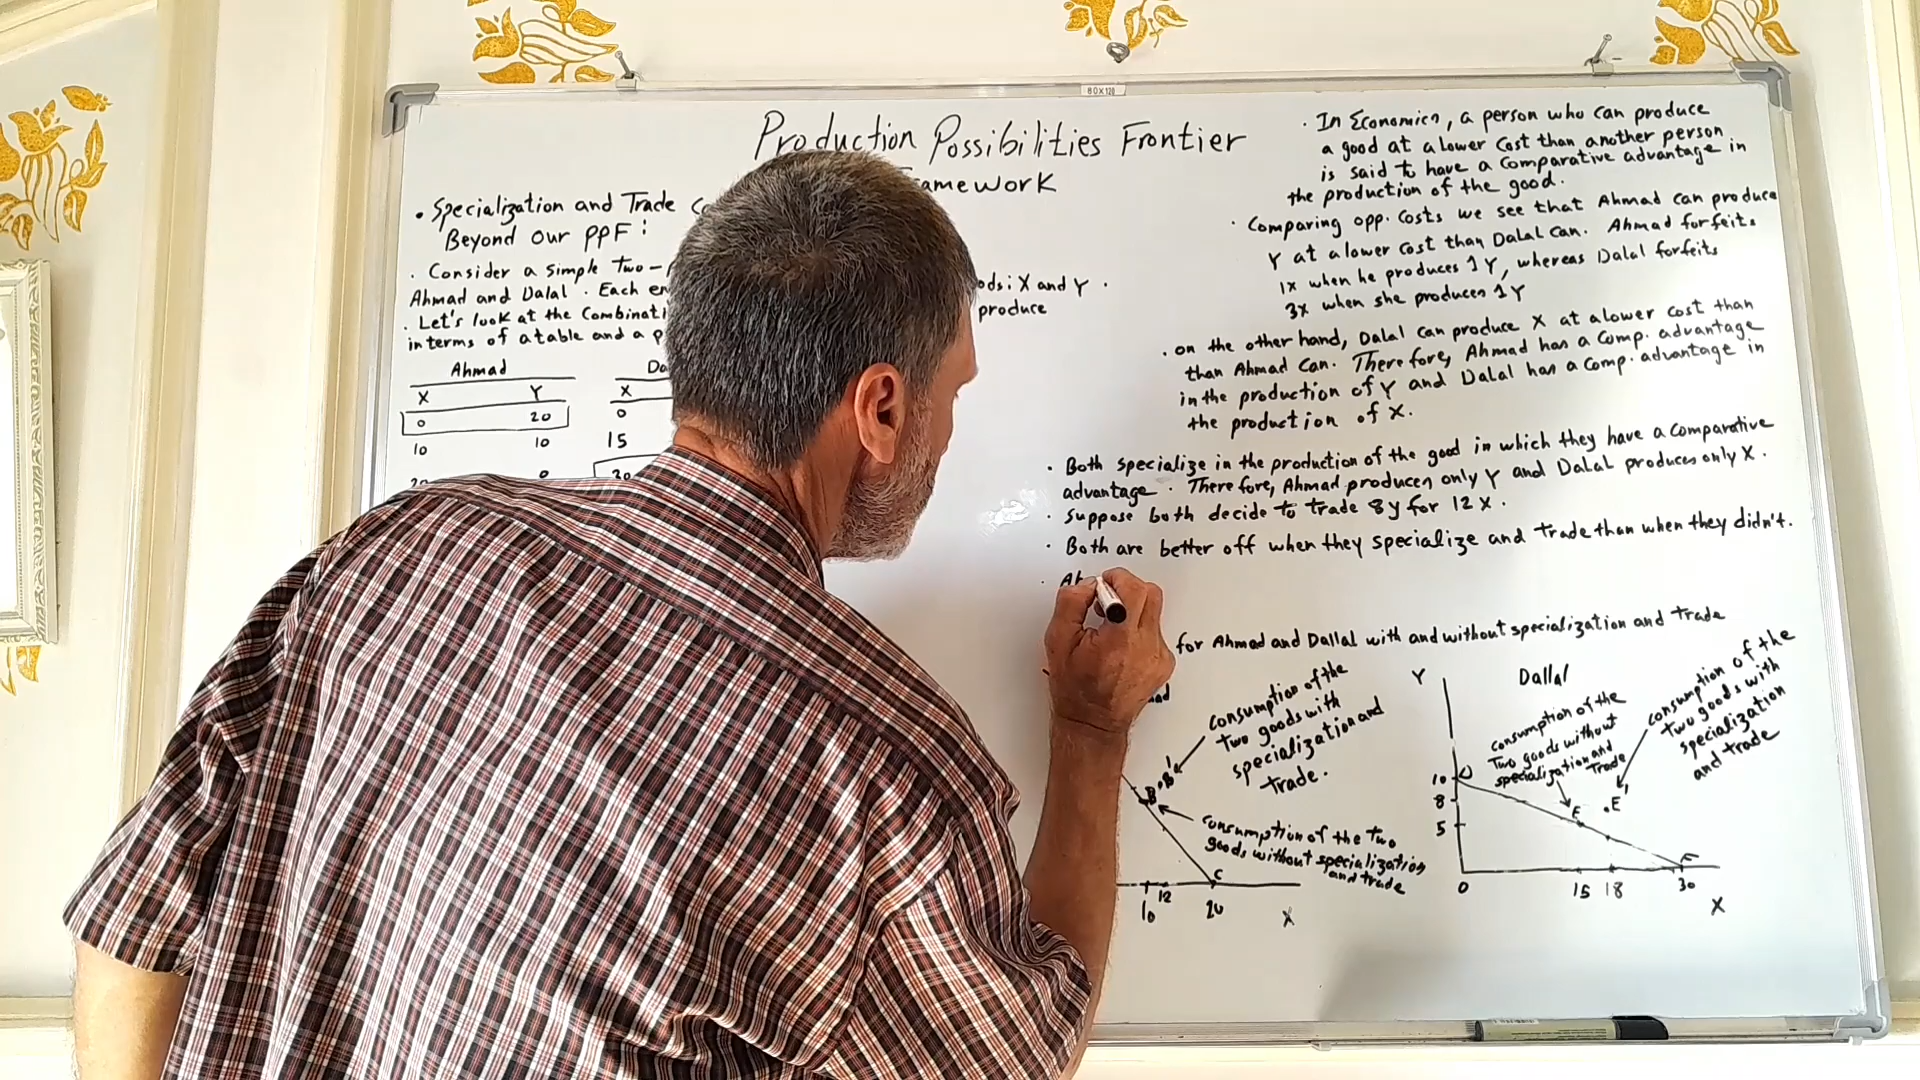 80X120
Production Possibilities Frontier
amework
• Specialization and Trade
Beyond Our PPF:
. Consider a simple Two-
ods: X and Y .
Ahmad and Dalal . Each
produce
. Let's look at the Combinati
in terms of a table and a
Ahmad
X Y
0 20
10 10
0
X
0
15
30
. In Economics, a person who can produce
a good at a lower Cost than another person
is said to have a Comparative advantage in
the production of the good.
. Comparing opp. Costs we see that Ahmad can produce
Y at a lower cost than Dalal can. Ahmad forfeits
1X when he produces 1Y, whereas Dalal forfeits
3X when she produces 1Y
. on the other hand, Dalal can produce X at a lower cost than
than Ahmad Can. Therefore, Ahmad has a Comp. advantage
in the production of Y and Dalal has a Comp. advantage in
the production of X.
. Both specialize in the production of the good in which they have a comparative
advantage . Therefore, Ahmad produces only Y and Dalal produces only X.
. Suppose both decide to trade 8y for 12 X .
. Both are better off when they specialize and trade than when they didn't.
. Ah
for Ahmad and Dallal with and without specialization and trade
consumption of the
two goods with
specialization and
trade.
B'
B
consumption of the two
goods without specialization
and trade
C
10 12 20 X
Y
Dallal
consumption of the
two goods without
specialization and
trade
consumption of the
two goods with
specialization
and trade
10 D
8
5
E
E'
F
0 15 18 30
X